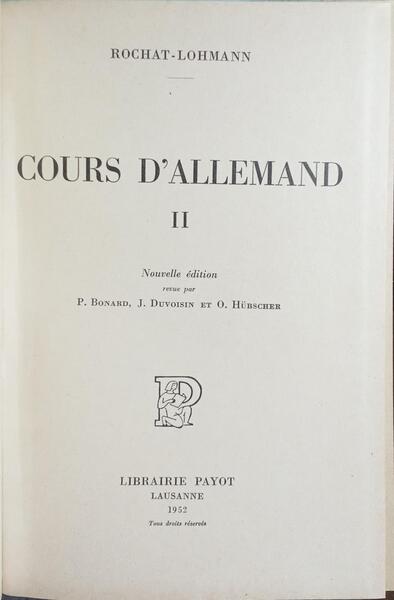 ROCHAT-LOHMANN
COURS D'ALLEMAND
II
Nouvelle édition
revue par
P. BONARD, J. DUVOISIN ET O. HÜBSCHER
P
LIBRAIRIE PAYOT
LAUSANNE
1952
Tous droits réservés